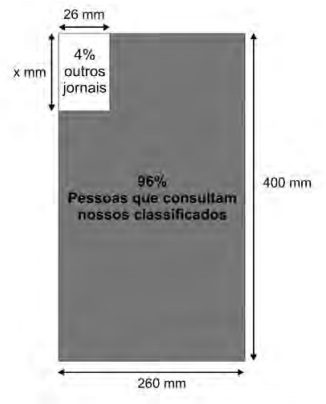 26 mm
x mm
4%
outros
jornais
96%
Pessoas que consultam
nossos classificados
400 mm
260 mm